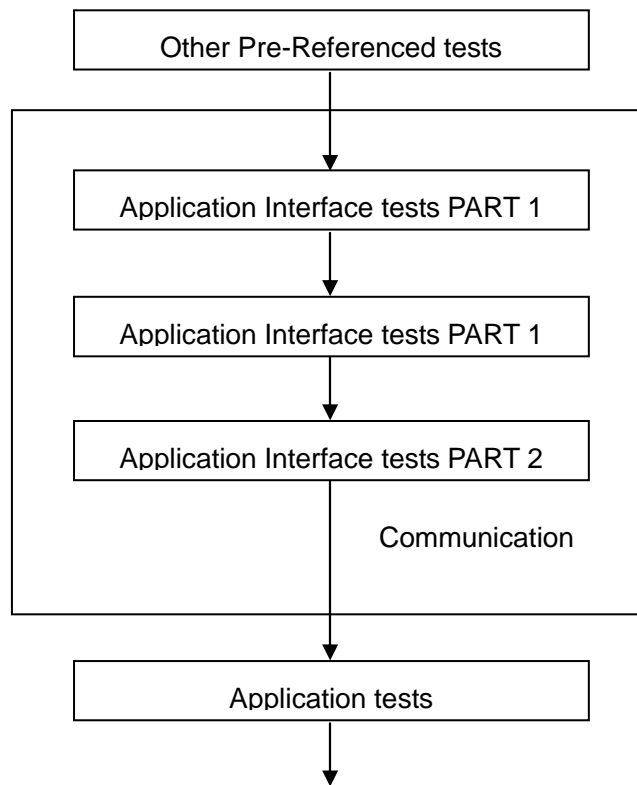 Other Pre-Referenced tests
Application Interface tests PART 1
Application Interface tests PART 1
Application Interface tests PART 2
Communication
Application tests